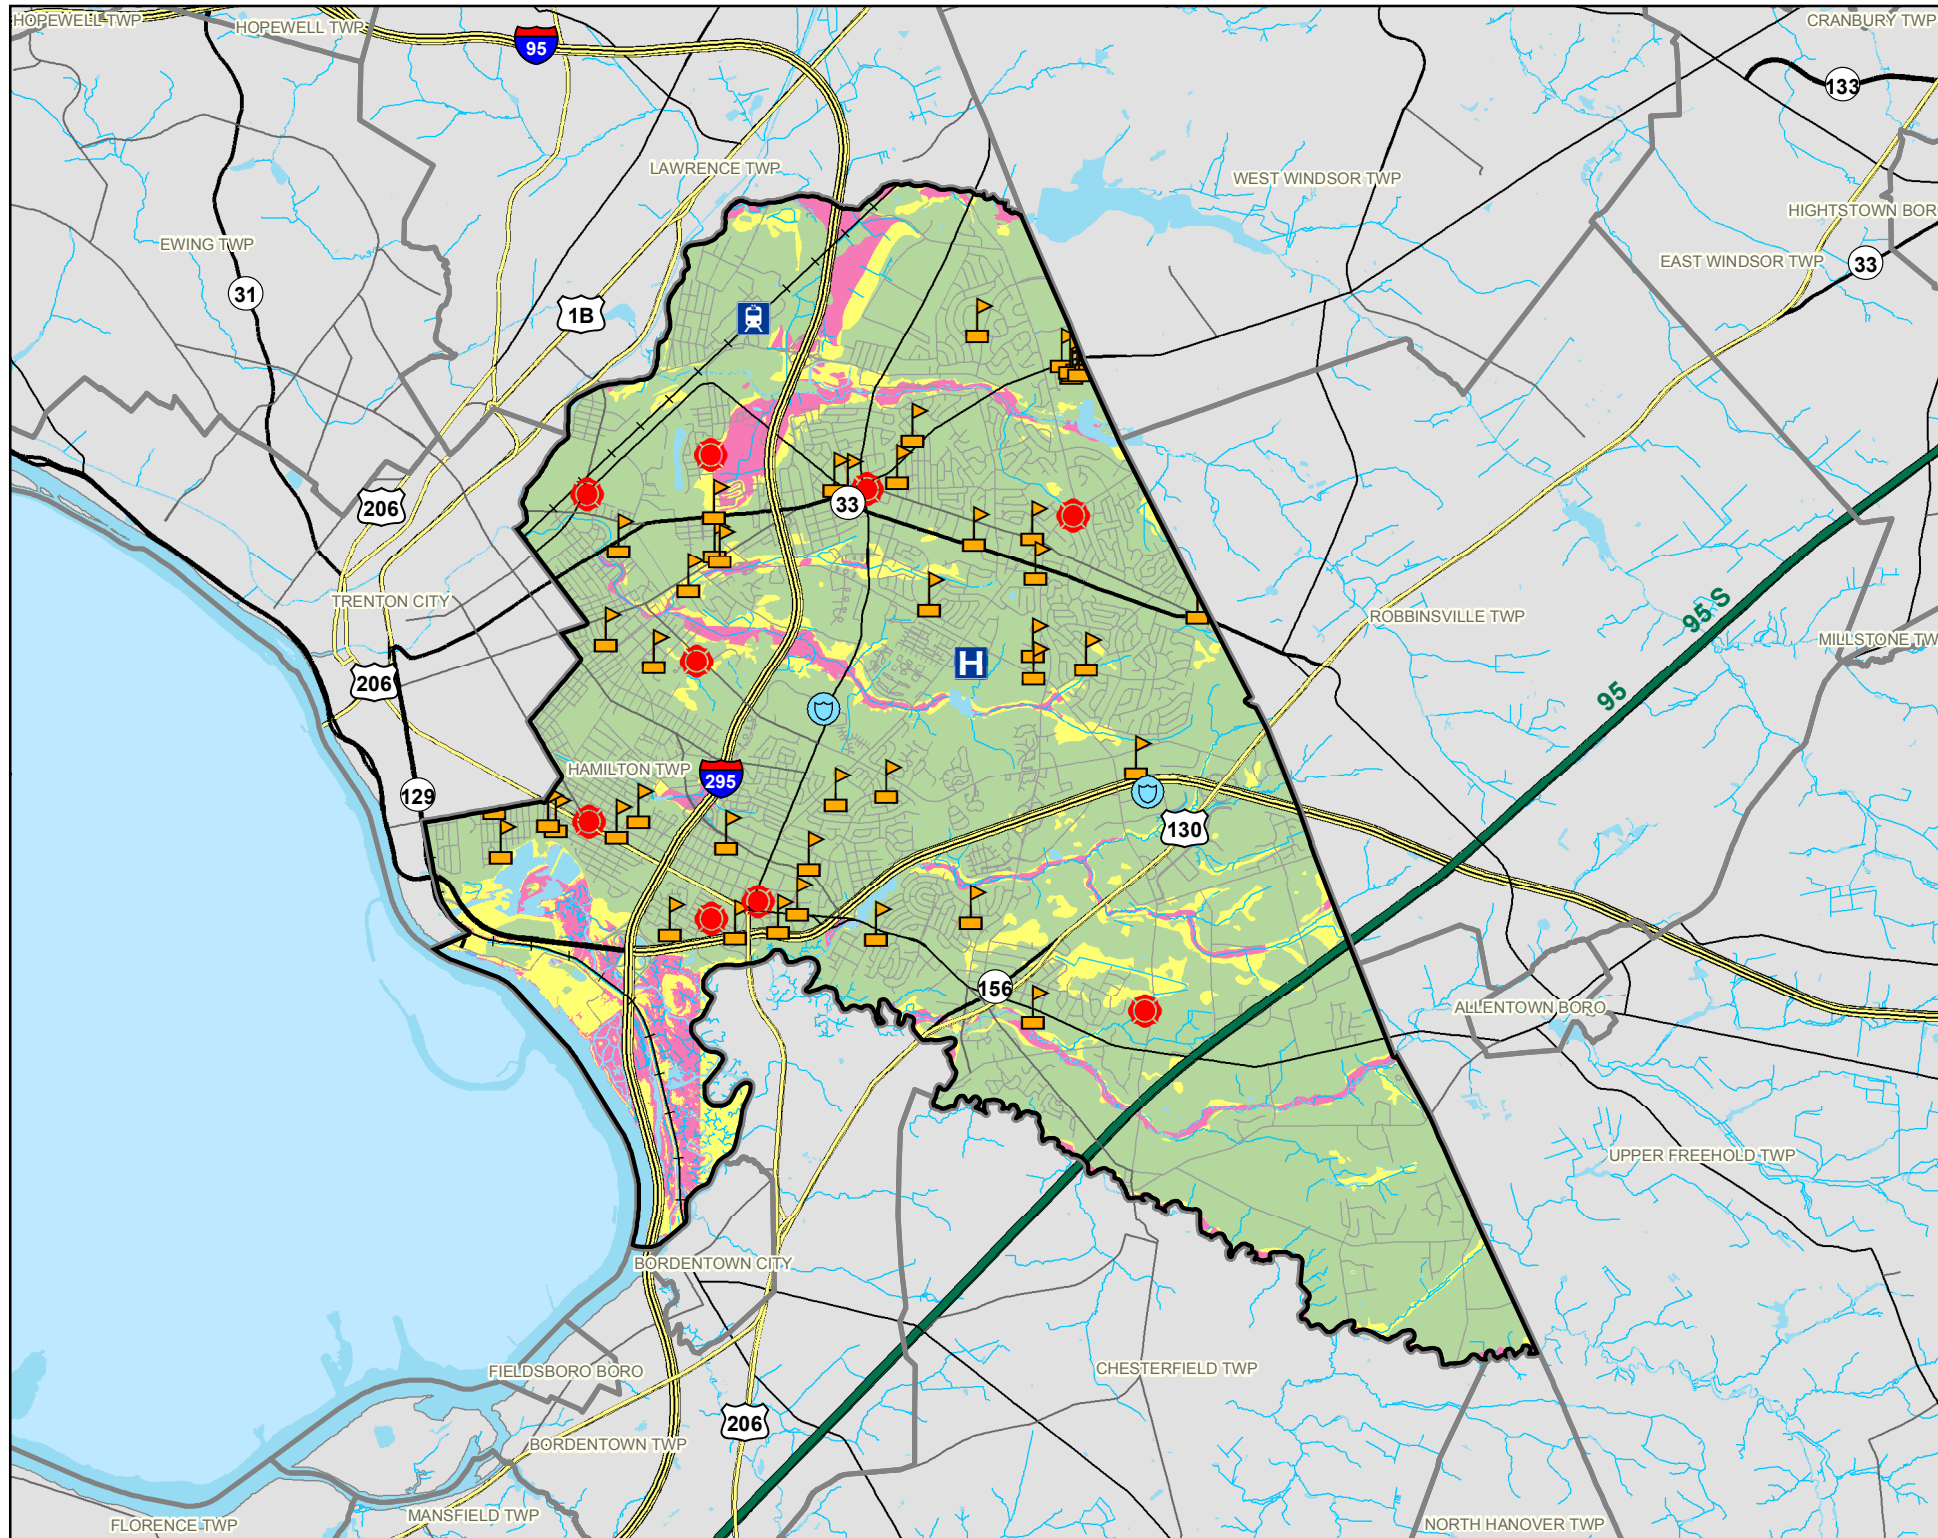 HOPEWELL TWP
HOPEWELL TWP
CRANBURY TWP
95
133
LAWRENCE TWP
WEST WINDSOR TWP
HIGHTSTOWN BOR
EWING TWP
EAST WINDSOR TWP
33
31
1B
206
33
TRENTON CITY
95 S
ROBBINSVILLE TWP
MILLSTONE TW
H
206
95
HAMILTON TWP
295
129
130
156
ALLENTOWN BORO
UPPER FREEHOLD TWP
BORDENTOWN CITY
FIELDSBORO BORO
CHESTERFIELD TWP
206
BORDENTOWN TWP
MANSFIELD TWP
FLORENCE TWP
NORTH HANOVER TWP